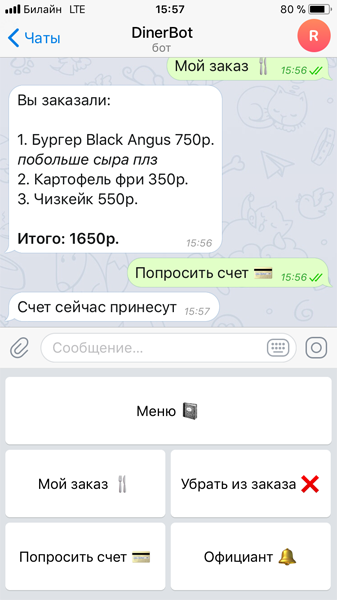 Билайн LTE 15:57 80 %
Чаты DinerBot R
бот
Мой заказ 🍴 15:56
Вы заказали:
1. Бургер Black Angus 750р.
побольше сыра плз
2. Картофель фри 350р.
3. Чизкейк 550р.
Итого: 1650р.
15:56
Попросить счет 💳 15:56
Счет сейчас принесут 15:57
Сообщение...
Меню 📓
Мой заказ 🍴 Убрать из заказа ❌
Попросить счет 💳 Официант 🔔